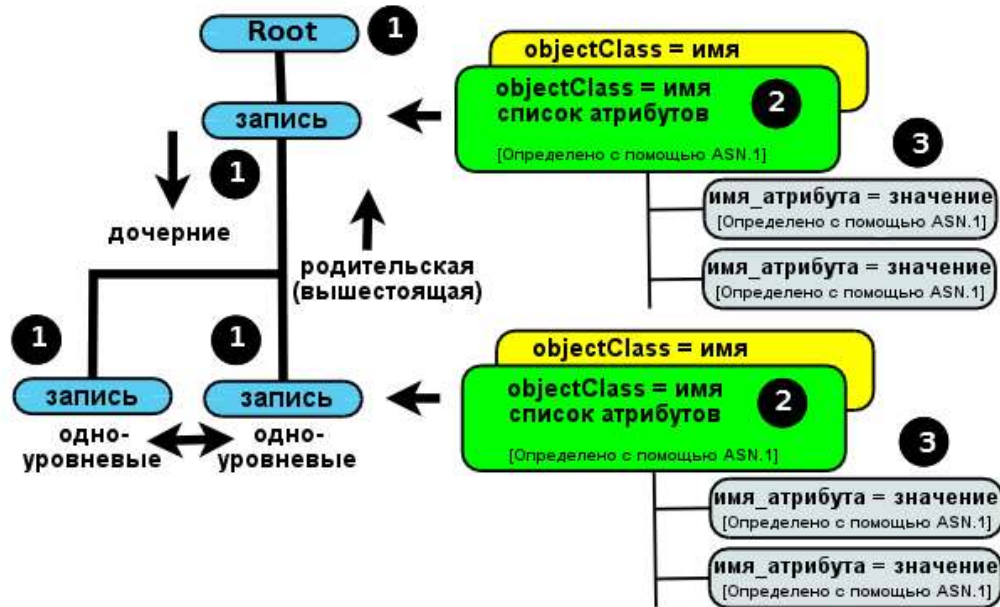 Root
1
objectClass = имя
objectClass = имя
список атрибутов
2
[Определено с помощью ASN.1]
запись
1
3
имя_атрибута = значение
[Определено с помощью ASN.1]
имя_атрибута = значение
[Определено с помощью ASN.1]
дочерние
родительская
(вышестоящая)
1
1
запись
запись
одно-
уровневые
одно-
уровневые
objectClass = имя
objectClass = имя
список атрибутов
2
[Определено с помощью ASN.1]
3
имя_атрибута = значение
[Определено с помощью ASN.1]
имя_атрибута = значение
[Определено с помощью ASN.1]